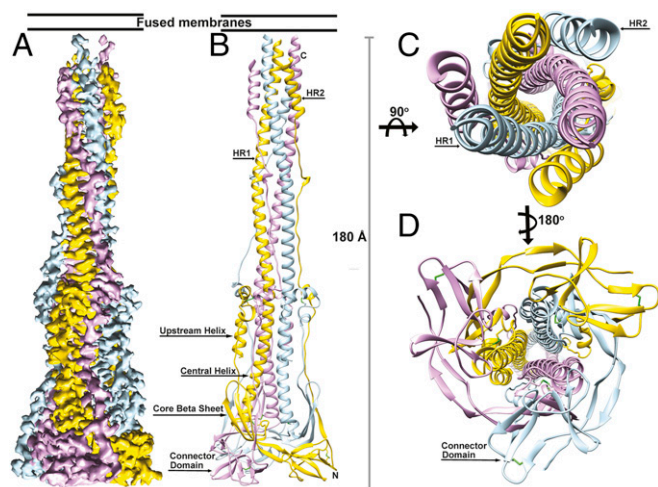 Fused membranes
A
B
C
HR2
HR1
Upstream Helix
Central Helix
Core Beta Sheet
Connector
Domain
N
180 Å
90°
C
HR2
HR1
180°
D
Connector
Domain